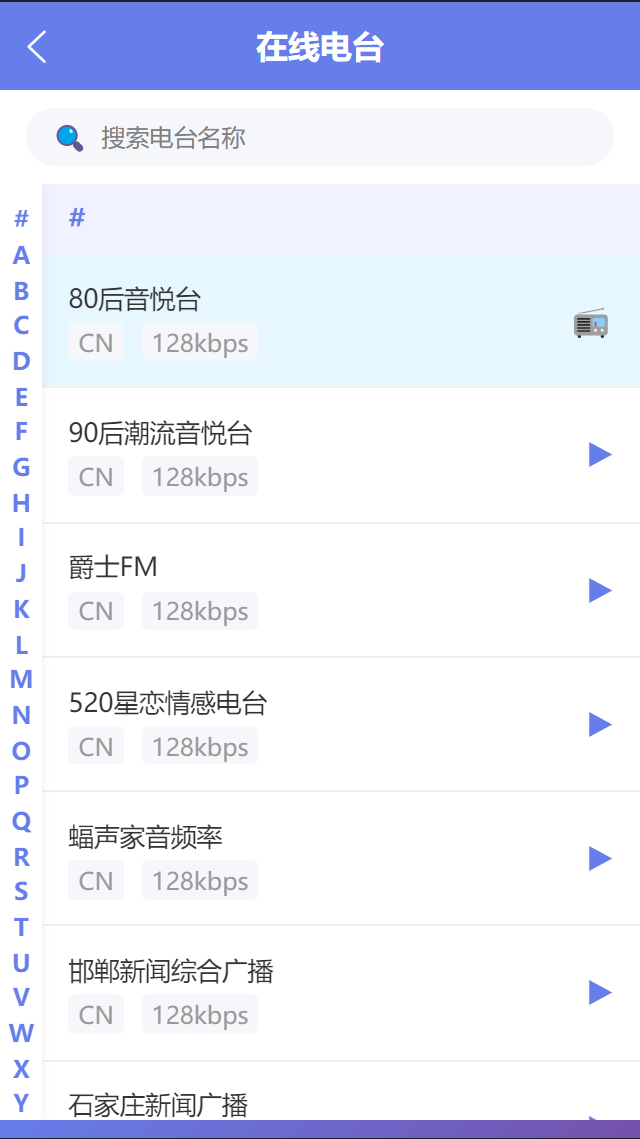 在线电台
搜索电台名称
#
A
B
C
D
E
F
G
H
I
J
K
L
M
N
O
P
Q
R
S
T
U
V
W
X
Y
#
80后音悦台
CN 128kbps
90后潮流音悦台
CN 128kbps
爵士FM
CN 128kbps
520星恋情感电台
CN 128kbps
蝠声家音频率
CN 128kbps
邯郸新闻综合广播
CN 128kbps
石家庄新闻广播